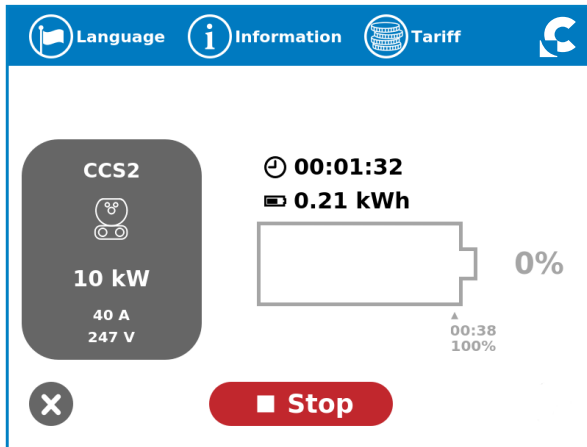 Language
Information
Tariff
CCS2
10 kW
40 A
247 V
00:01:32
0.21 kWh
0%
00:38
100%
Stop